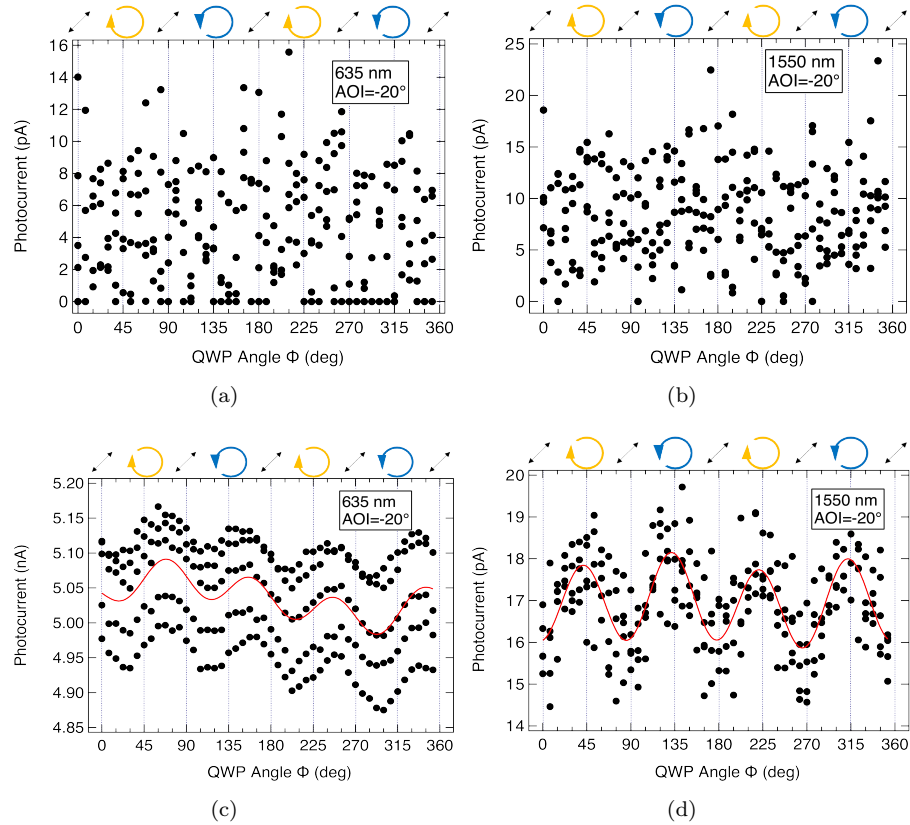 16
14
12
10
8
6
4
2
0
Photocurrent (pA)
635 nm
AOI=-20°
0 45 90 135 180 225 270 315 360
QWP Angle Φ (deg)
(a)
25
20
15
10
5
0
Photocurrent (pA)
1550 nm
AOI=-20°
0 45 90 135 180 225 270 315 360
QWP Angle Φ (deg)
(b)
5.20
5.15
5.10
5.05
5.00
4.95
4.90
4.85
Photocurrent (nA)
635 nm
AOI=-20°
0 45 90 135 180 225 270 315 360
QWP Angle Φ (deg)
(c)
20
19
18
17
16
15
14
Photocurrent (pA)
1550 nm
AOI=-20°
0 45 90 135 180 225 270 315 360
QWP Angle Φ (deg)
(d)